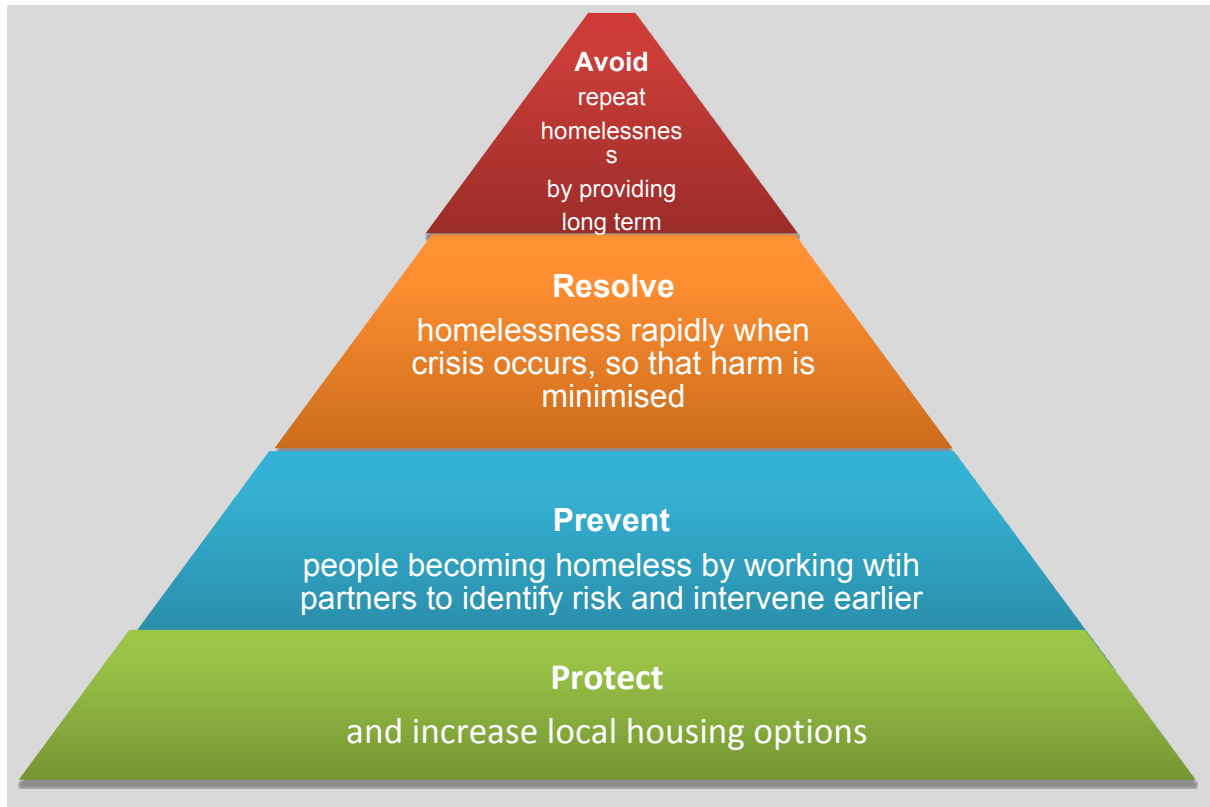 Avoid
repeat
homelessnes
s
by providing
long term
Resolve
homelessness rapidly when
crisis occurs, so that harm is
minimised
Prevent
people becoming homeless by working wtih
partners to identify risk and intervene earlier
Protect
and increase local housing options